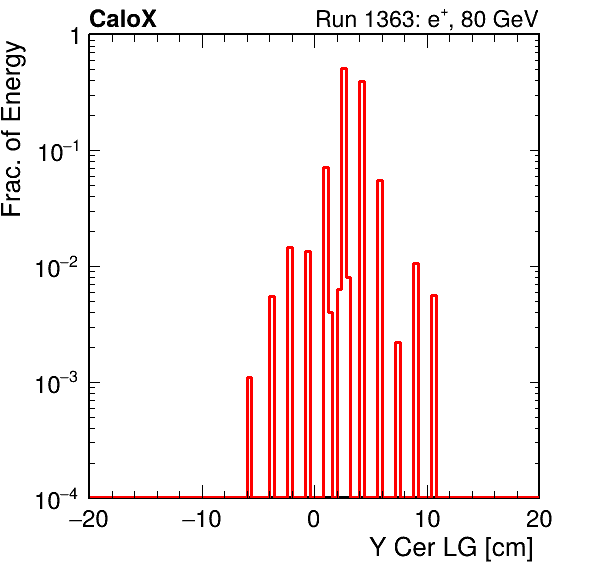 CaloX Run 1363: e⁺, 80 GeV
Frac. of Energy
1
10⁻¹
10⁻²
10⁻³
10⁻⁴
−20 −10 0 10 20
Y Cer LG [cm]